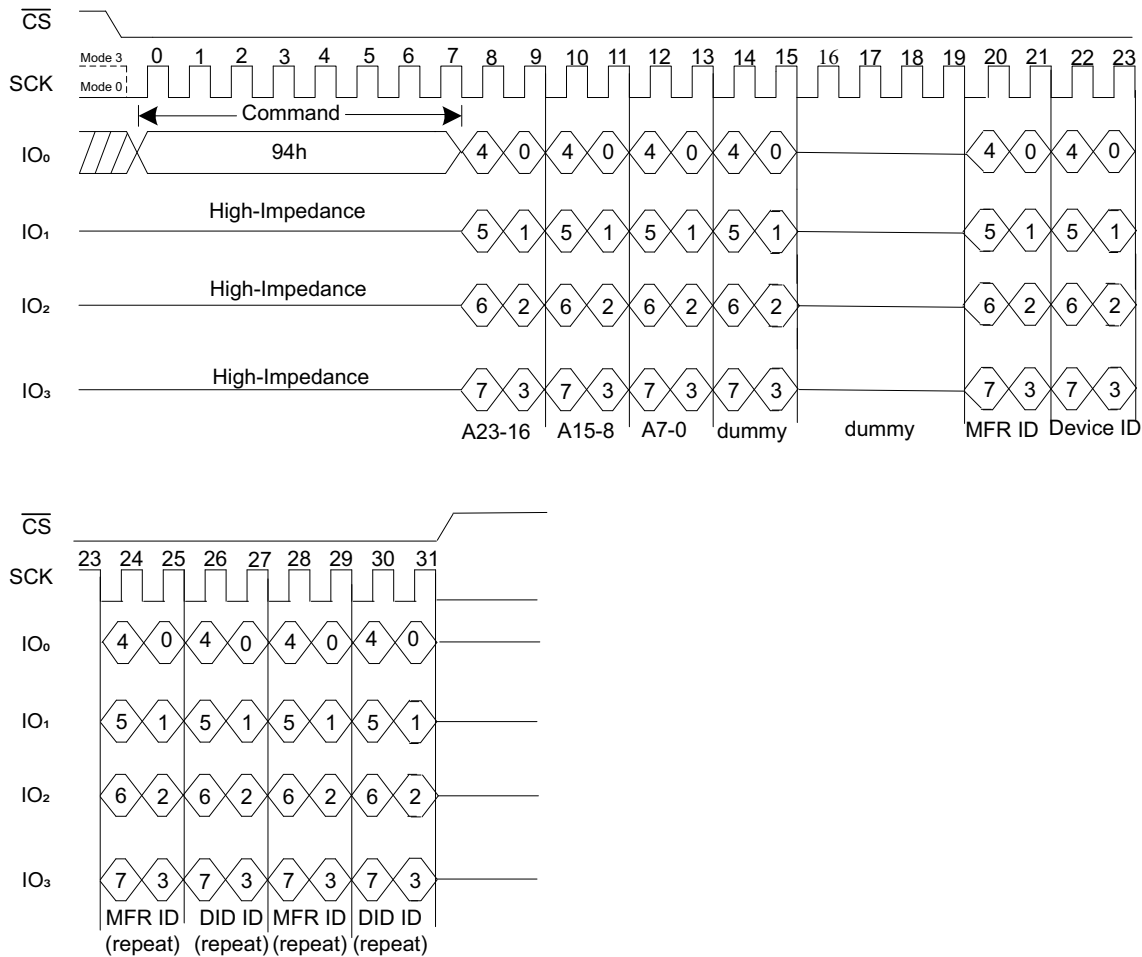 CS
Mode 3
0 1 2 3 4 5 6 7 8 9 10 11 12 13 14 15 16 17 18 19 20 21 22 23
SCK
Mode 0
Command
IO₀ 94h 4 0 4 0 4 0 4 0 4 0 4 0
High-Impedance
IO₁ 5 1 5 1 5 1 5 1 5 1 5 1
High-Impedance
IO₂ 6 2 6 2 6 2 6 2 6 2 6 2
High-Impedance
IO₃ 7 3 7 3 7 3 7 3 7 3 7 3
A23-16 A15-8 A7-0 dummy dummy MFR ID Device ID
CS
23 24 25 26 27 28 29 30 31
SCK
IO₀ 4 0 4 0 4 0 4 0
IO₁ 5 1 5 1 5 1 5 1
IO₂ 6 2 6 2 6 2 6 2
IO₃ 7 3 7 3 7 3 7 3
MFR ID DID ID MFR ID DID ID
(repeat) (repeat) (repeat) (repeat)